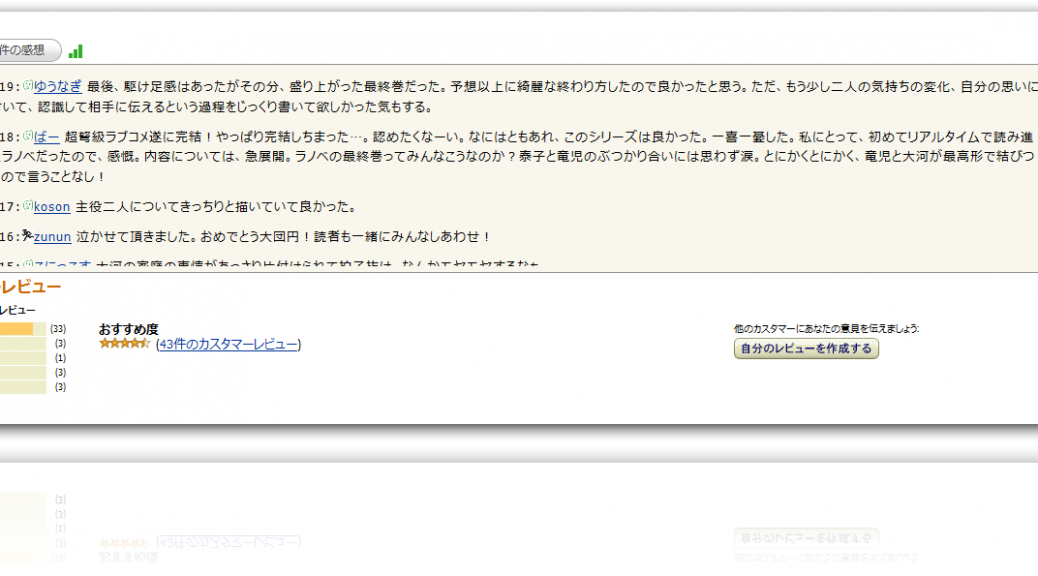 件の感想
19: ゆうなぎ 最後、駆け足感はあったがその分、盛り上がった最終巻だった。予想以上に綺麗な終わり方したので良かったと思う。ただ、もう少し二人の気持ちの変化、自分の思いに
いて、認識して相手に伝えるという過程をじっくり書いて欲しかった気もする。
18: ばー 超弩級ラブコメ遂に完結！やっぱり完結しちまった…。認めたくなーい。なにはともあれ、このシリーズは良かった。一喜一憂した。私にとって、初めてリアルタイムで読み進
ラノベだったので、感慨。内容については、急展開。ラノベの最終巻ってみんなこうなのか？泰子と竜児のぶつかり合いには思わず涙。とにかくとにかく、竜児と大河が最高形で結びつ
ので言うことなし！
17: koson 主役二人についてきっちりと描いていて良かった。
16: zunun 泣かせて頂きました。おめでとう大団円！読者も一緒にみんなしあわせ！
レビュー
レビュー
(33)
おすすめ度
他のカスタマーにあなたの意見を伝えましょう:
(3)
(43件のカスタマーレビュー)
自分のレビューを作成する
(1)
(3)
(3)